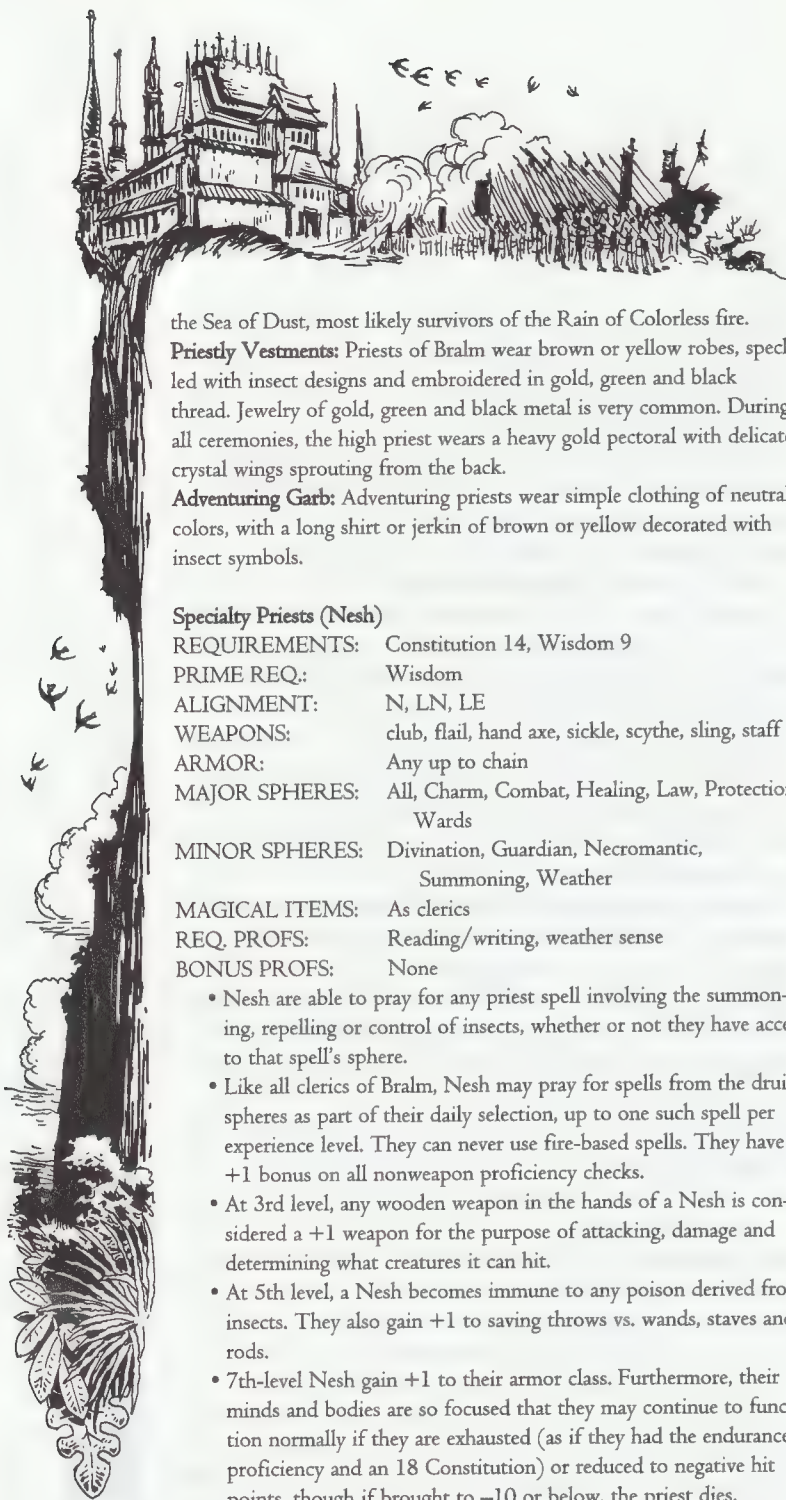 the Sea of Dust, most likely survivors of the Rain of Colorless fire.
Priestly Vestments: Priests of Bralm wear brown or yellow robes, speck
led with insect designs and embroidered in gold, green and black
thread. Jewelry of gold, green and black metal is very common. During
all ceremonies, the high priest wears a heavy gold pectoral with delicate
crystal wings sprouting from the back.
Adventuring Garb: Adventuring priests wear simple clothing of neutral
colors, with a long shirt or jerkin of brown or yellow decorated with
insect symbols.
Specialty Priests (Nesh)
REQUIREMENTS: Constitution 14, Wisdom 9
PRIME REQ.: Wisdom
ALIGNMENT: N, LN, LE
WEAPONS: club, flail, hand axe, sickle, scythe, sling, staff
ARMOR: Any up to chain
MAJOR SPHERES: All, Charm, Combat, Healing, Law, Protection
Wards
MINOR SPHERES: Divination, Guardian, Necromantic,
Summoning, Weather
MAGICAL ITEMS: As clerics
REQ. PROFS: Reading/writing, weather sense
BONUS PROFS: None
• Nesh are able to pray for any priest spell involving the summon-
ing, repelling or control of insects, whether or not they have acce
to that spell's sphere.
• Like all clerics of Bralm, Nesh may pray for spells from the drui
spheres as part of their daily selection, up to one such spell per
experience level. They can never use fire-based spells. They have
+1 bonus on all nonweapon proficiency checks.
• At 3rd level, any wooden weapon in the hands of a Nesh is con-
sidered a +1 weapon for the purpose of attacking, damage and
determining what creatures it can hit.
• At 5th level, a Nesh becomes immune to any poison derived fro
insects. They also gain +1 to saving throws vs. wands, staves and
rods.
• 7th-level Nesh gain +1 to their armor class. Furthermore, their
minds and bodies are so focused that they may continue to func
tion normally if they are exhausted (as if they had the endurance
proficiency and an 18 Constitution) or reduced to negative hit
points, though if brought to –10 or below, the priest dies.